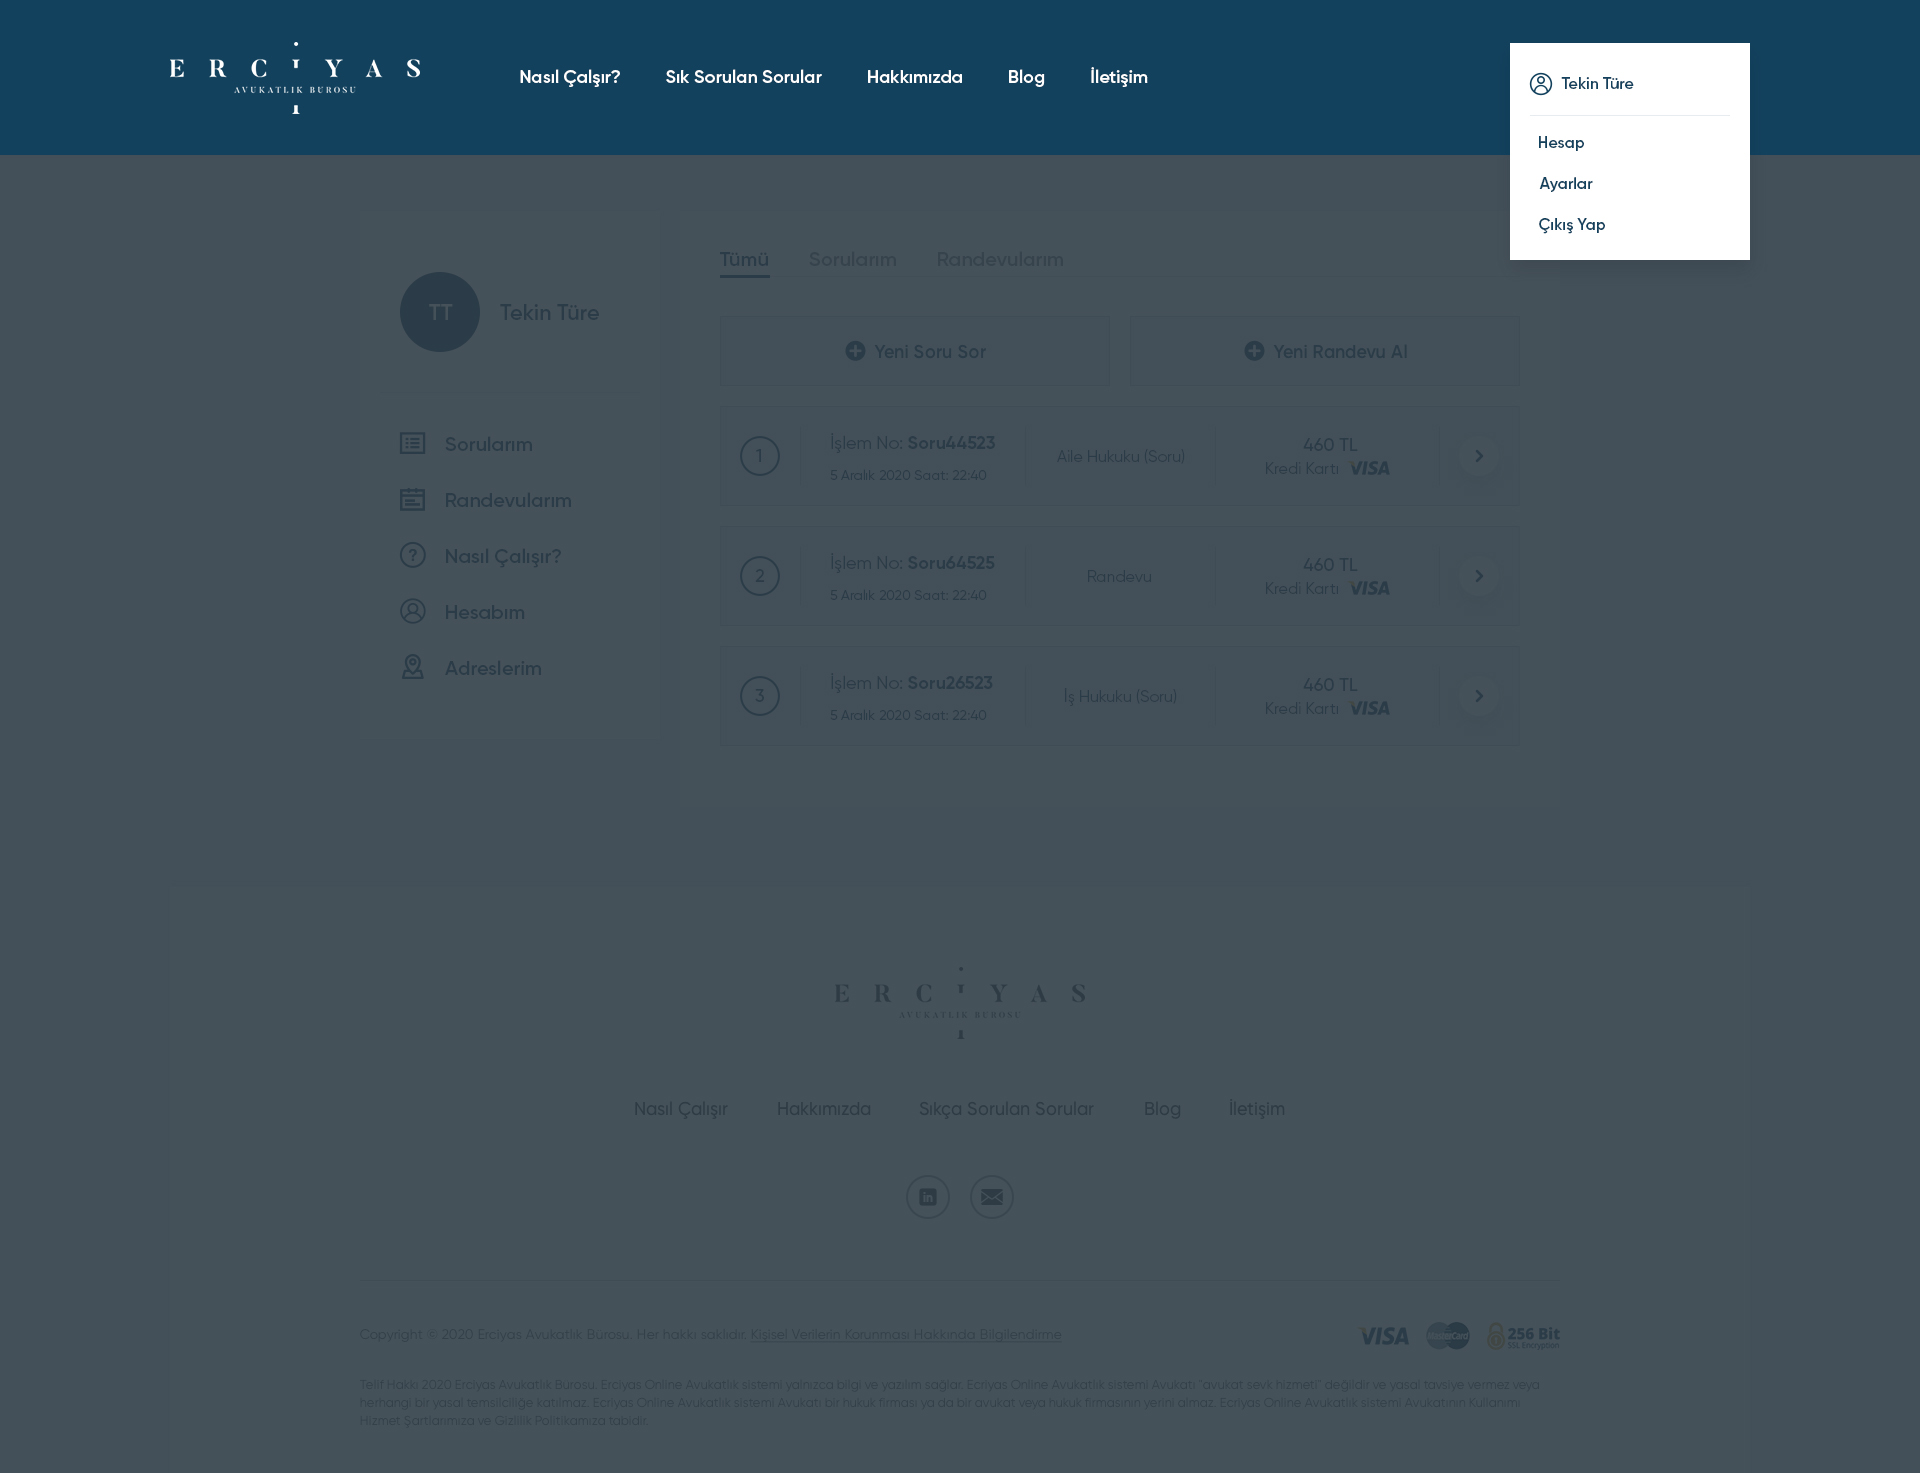 ERCİYAS
AVUKATLIK BÜROSU
Nasıl Çalşır?
Sık Sorulan Sorular
Hakkımızda
Blog
İletişim
Tekin Türe
Hesap
Ayarlar
Çıkış Yap
TT
Tekin Türe
Sorularım
Randevularım
Nasıl Çalışır?
Hesabım
Adreslerim
Tümü
Sorularım
Randevularım
Yeni Soru Sor
Yeni Randevu Al
1
İşlem No: Soru44523
5 Aralık 2020 Saat: 22:40
Aile Hukuku (Soru)
460 TL
Kredi Kartı VISA
2
İşlem No: Soru64525
5 Aralık 2020 Saat: 22:40
Randevu
460 TL
Kredi Kartı VISA
3
İşlem No: Soru26523
5 Aralık 2020 Saat: 22:40
İş Hukuku (Soru)
460 TL
Kredi Kartı VISA
ERCİYAS
AVUKATLIK BÜROSU
Nasıl Çalışır
Hakkımızda
Sıkça Sorulan Sorular
Blog
İletişim
in
Copyright © 2020 Erciyas Avukatlık Bürosu. Her hakkı saklıdır. Kişisel Verilerin Korunması Hakkında Bilgilendirme
VISA
MasterCard
256 Bit
SSL Encryption
Telif Hakkı 2020 Erciyas Avukatlık Bürosu. Erciyas Online Avukatlık sistemi yalnızca bilgi ve yazılım sağlar. Ecriyas Online Avukatlık sistemi Avukatı "avukat sevk hizmeti" değildir ve yasal tavsiye vermez veya
herhangi bir yasal temsilciliğe katılmaz. Ecriyas Online Avukatlık sistemi Avukatı bir hukuk firması ya da bir avukat veya hukuk firmasının yerini almaz. Ecriyas Online Avukatlık sistemi Avukatının Kullanımı
Hizmet Şartlarımıza ve Gizlilik Politikamıza tabidir.